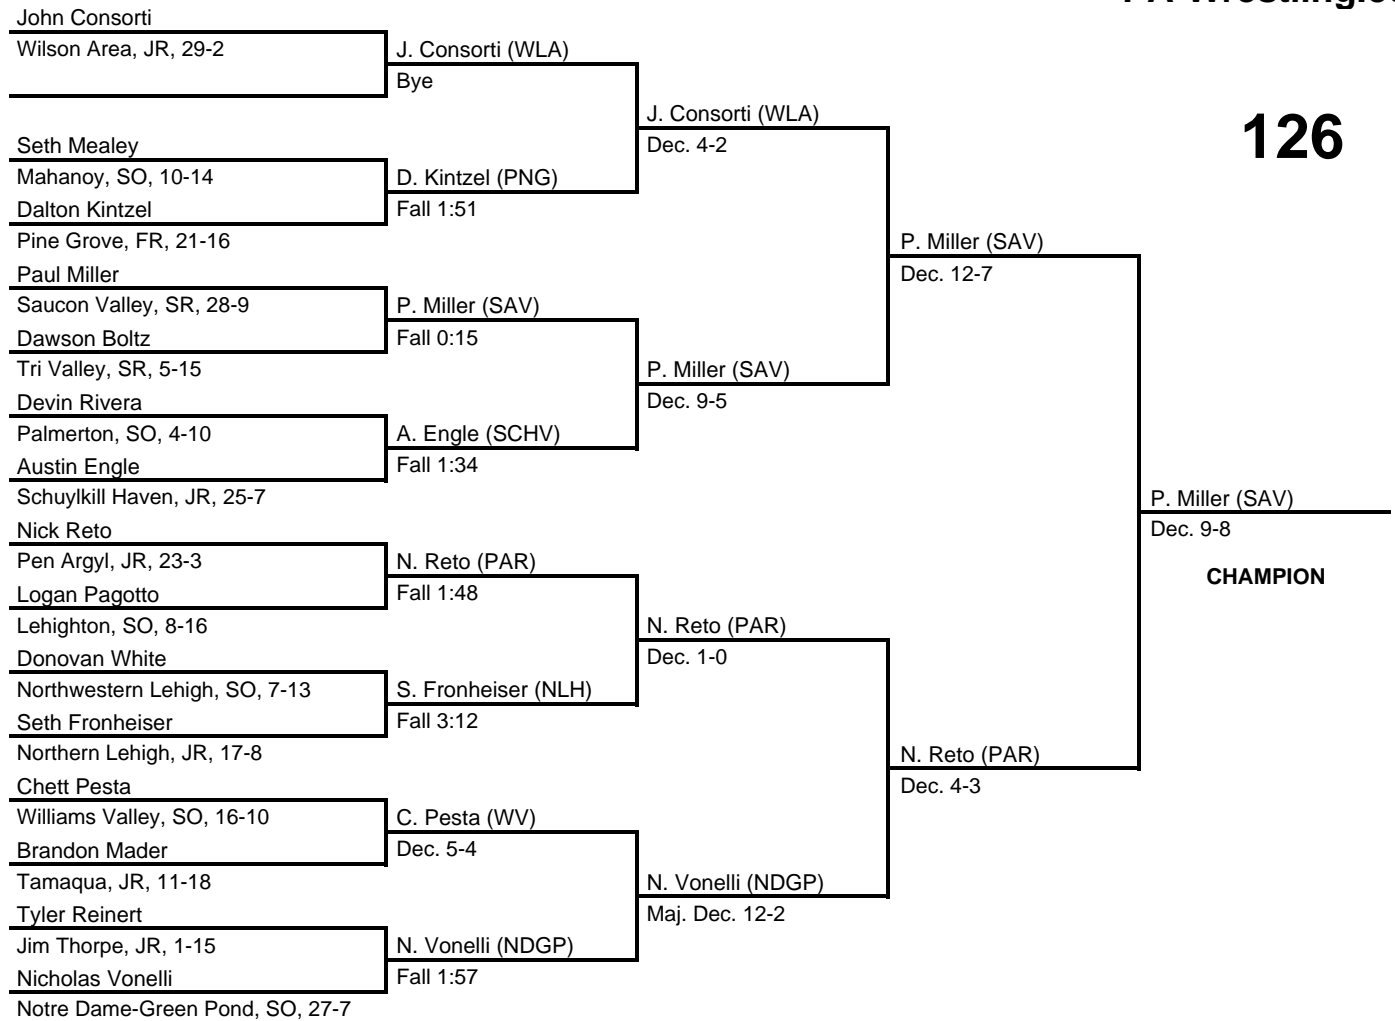 John Consorti
Wilson Area, JR, 29-2
J. Consorti (WLA)
Bye
J. Consorti (WLA)
Dec. 4-2
126
Seth Mealey
Mahanoy, SO, 10-14
D. Kintzel (PNG)
Dalton Kintzel
Fall 1:51
Pine Grove, FR, 21-16
P. Miller (SAV)
Dec. 12-7
Paul Miller
Saucon Valley, SR, 28-9
P. Miller (SAV)
Dawson Boltz
Fall 0:15
Tri Valley, SR, 5-15
P. Miller (SAV)
Dec. 9-5
Devin Rivera
Palmerton, SO, 4-10
A. Engle (SCHV)
Austin Engle
Fall 1:34
Schuylkill Haven, JR, 25-7
P. Miller (SAV)
Dec. 9-8
CHAMPION
Nick Reto
Pen Argyl, JR, 23-3
N. Reto (PAR)
Logan Pagotto
Fall 1:48
Lehighton, SO, 8-16
N. Reto (PAR)
Dec. 1-0
Donovan White
Northwestern Lehigh, SO, 7-13
S. Fronheiser (NLH)
Seth Fronheiser
Fall 3:12
Northern Lehigh, JR, 17-8
N. Reto (PAR)
Dec. 4-3
Chett Pesta
Williams Valley, SO, 16-10
C. Pesta (WV)
Brandon Mader
Dec. 5-4
Tamaqua, JR, 11-18
N. Vonelli (NDGP)
Maj. Dec. 12-2
Tyler Reinert
Jim Thorpe, JR, 1-15
N. Vonelli (NDGP)
Nicholas Vonelli
Fall 1:57
Notre Dame-Green Pond, SO, 27-7